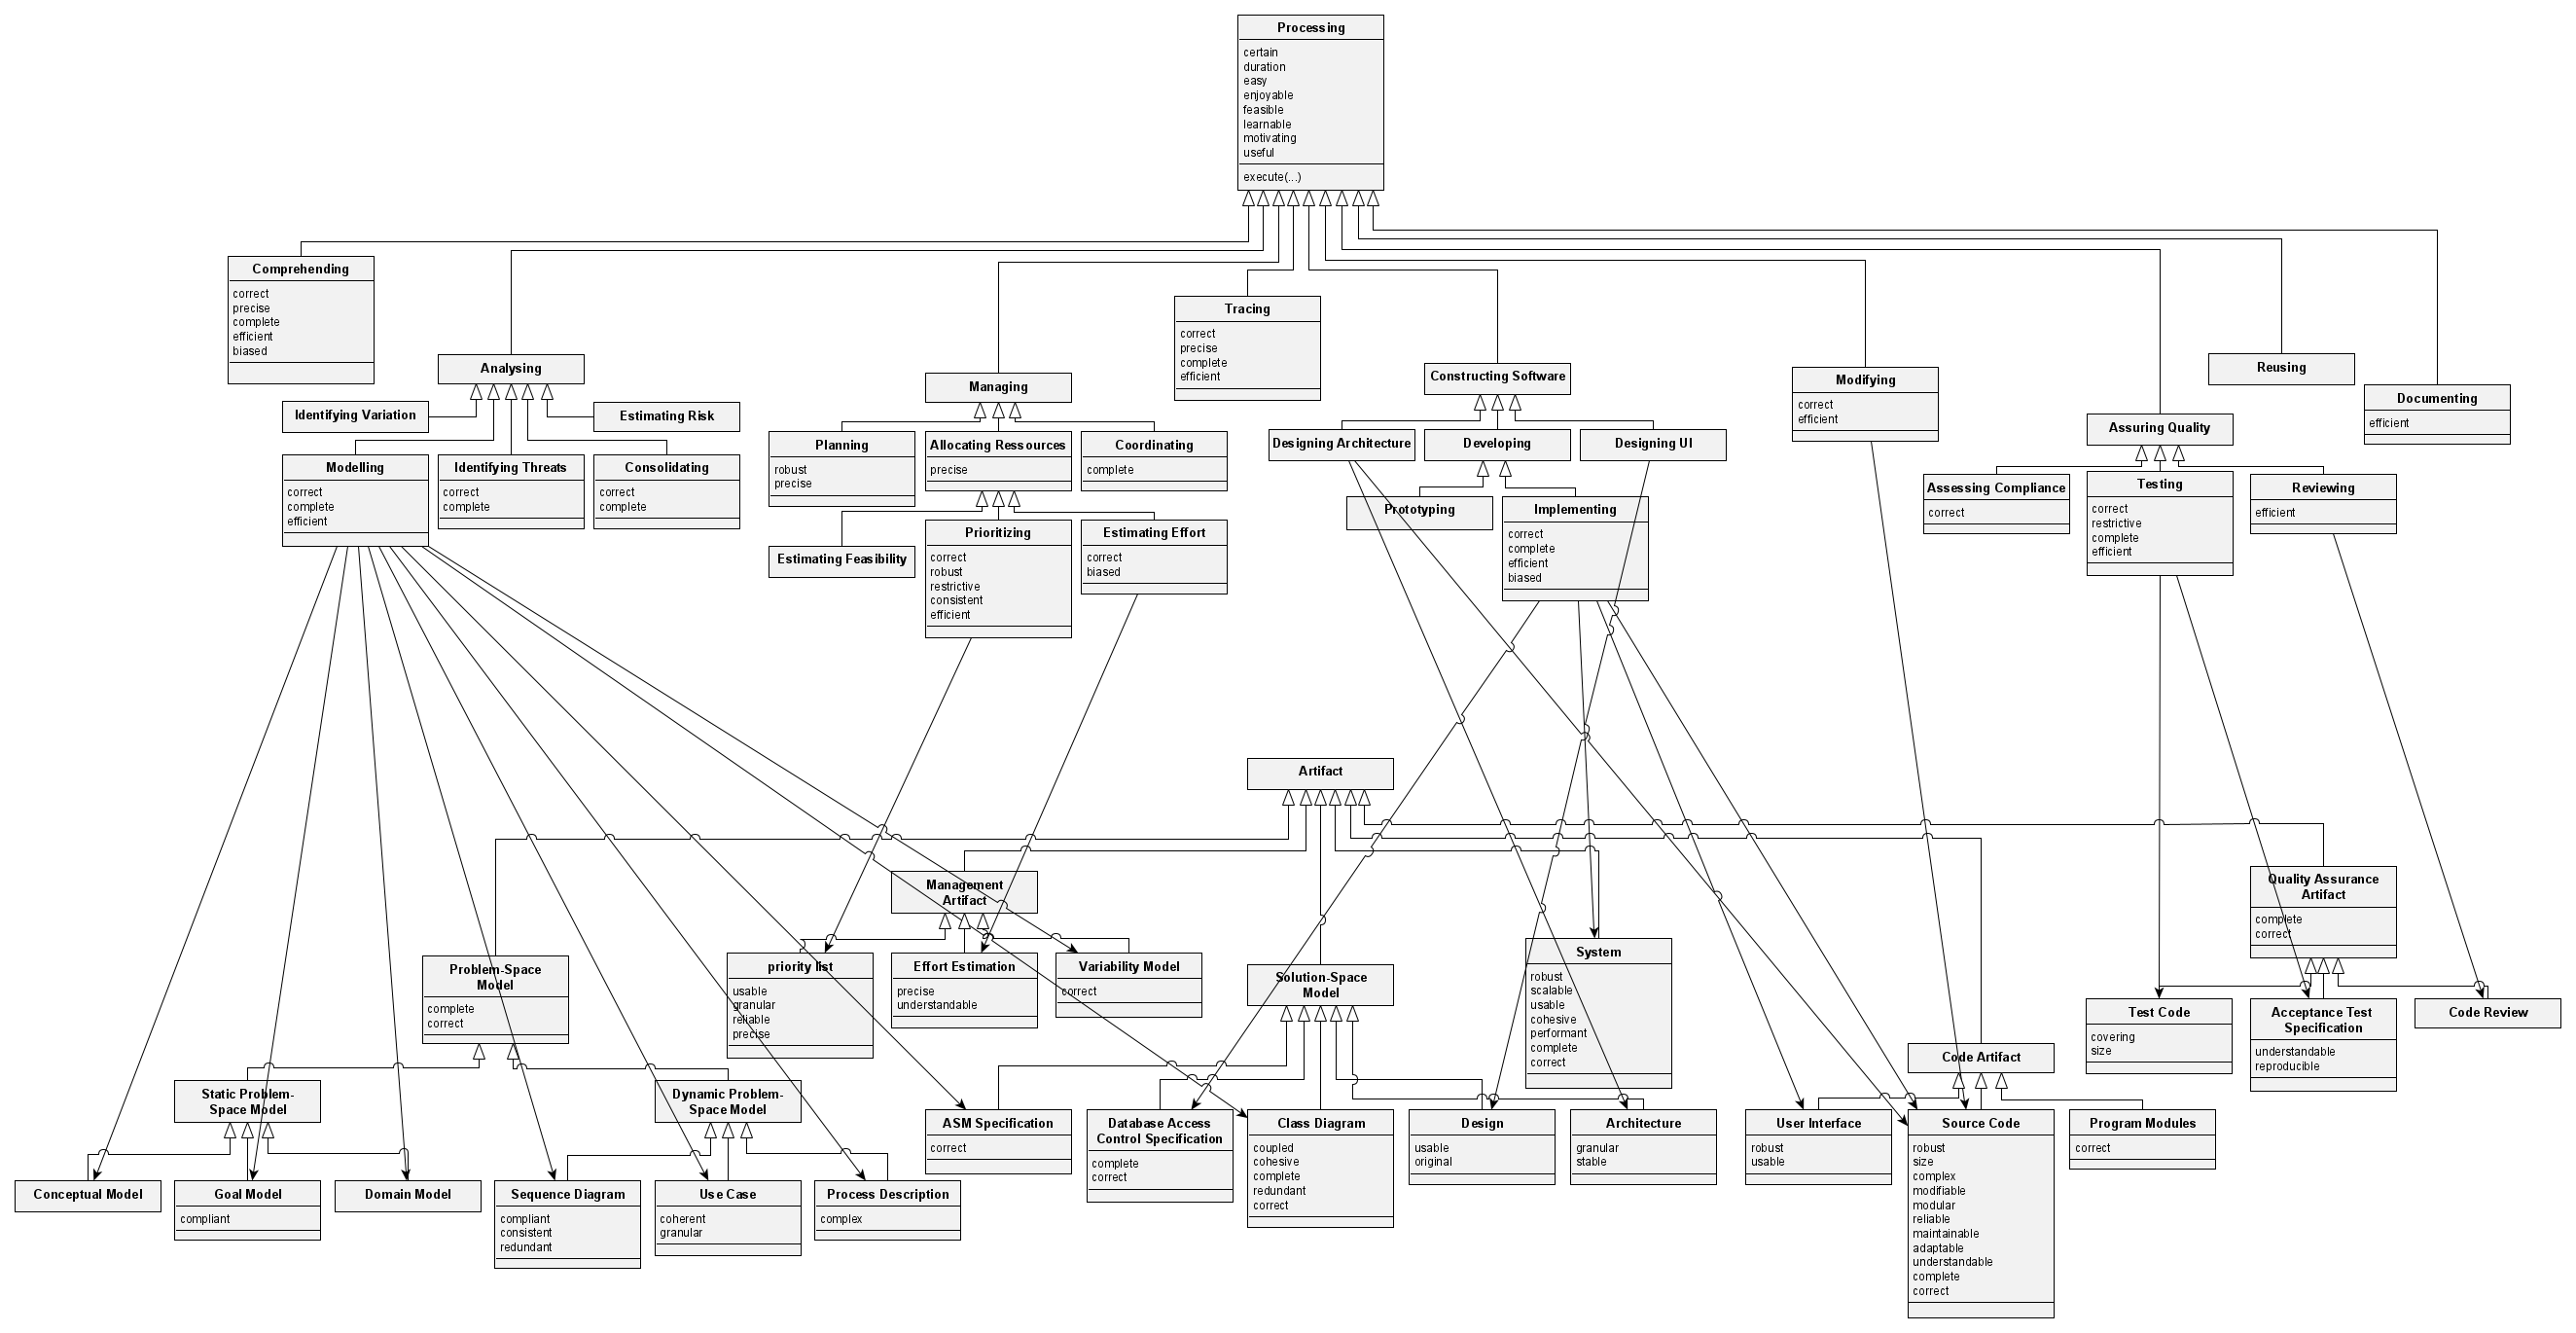 Processing
certain
duration
easy
enjoyable
feasible
learnable
motivating
useful
execute(...)
Comprehending
correct
precise
complete
efficient
biased
Analysing
Identifying Variation
Estimating Risk
Modelling
correct
complete
efficient
Identifying Threats
correct
complete
Consolidating
correct
complete
Managing
Planning
robust
precise
Allocating Ressources
precise
Coordinating
complete
Estimating Feasibility
Prioritizing
correct
robust
restrictive
consistent
efficient
Estimating Effort
correct
biased
Tracing
correct
precise
complete
efficient
Constructing Software
Designing Architecture
Developing
Designing UI
Prototyping
Implementing
correct
complete
efficient
biased
Modifying
correct
efficient
Assuring Quality
Assessing Compliance
correct
Testing
correct
restrictive
complete
efficient
Reviewing
efficient
Reusing
Documenting
efficient
Artifact
Problem-Space
Model
complete
correct
Static Problem-
Space Model
Conceptual Model
Goal Model
compliant
Domain Model
Dynamic Problem-
Space Model
Sequence Diagram
compliant
consistent
redundant
Use Case
coherent
granular
Process Description
complex
Management
Artifact
priority list
usable
granular
reliable
precise
Effort Estimation
precise
understandable
Variability Model
correct
Solution-Space
Model
ASM Specification
correct
Database Access
Control Specification
complete
correct
Class Diagram
coupled
cohesive
complete
redundant
correct
Design
usable
original
Architecture
granular
stable
System
robust
scalable
usable
cohesive
performant
complete
correct
Code Artifact
User Interface
robust
usable
Source Code
robust
size
complex
modifiable
modular
reliable
maintainable
adaptable
understandable
complete
correct
Program Modules
correct
Quality Assurance
Artifact
complete
correct
Test Code
covering
size
Acceptance Test
Specification
understandable
reproducible
Code Review